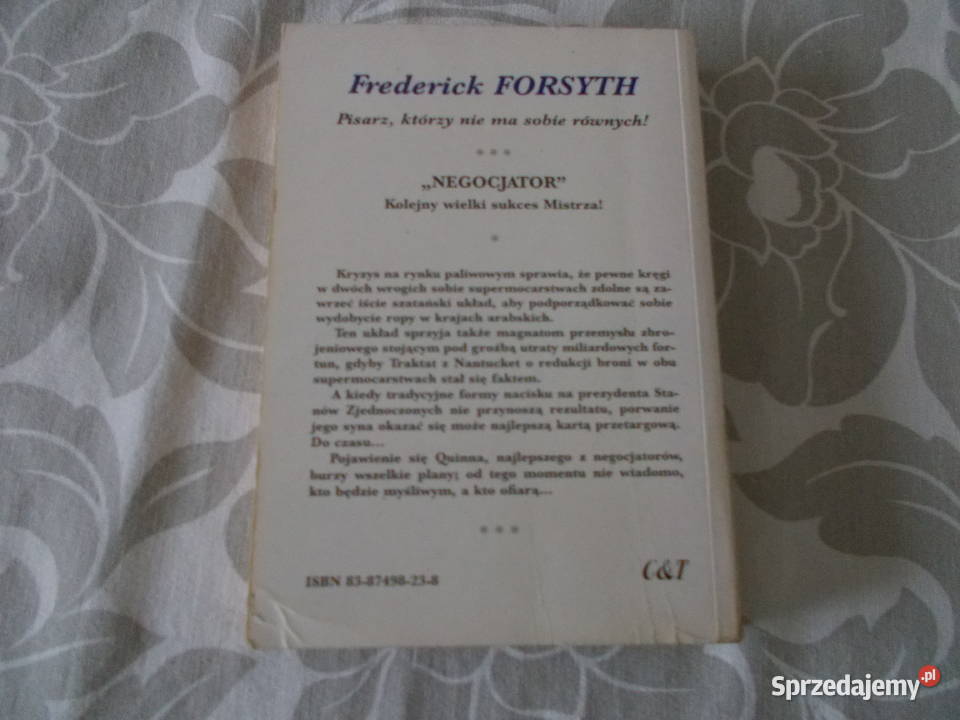 Frederick FORSYTH
Pisarz, którzy nie ma sobie równych!
* * *
„NEGOCJATOR”
Kolejny wielki sukces Mistrza!
*
Kryzys na rynku paliwowym sprawia, że pewne kręgi
w dwóch wrogich sobie supermocarstwach zdolne są za-
wrzeć iście szatański układ, aby podporządkować sobie
wydobycie ropy w krajach arabskich.
Ten układ sprzyja także magnatom przemysłu zbro-
jeniowego stojącym pod groźbą utraty miliardowych for-
tun, gdyby Traktat z Nantucket o redukcji broni w obu
supermocarstwach stał się faktem.
A kiedy tradycyjne formy nacisku na prezydenta Sta-
nów Zjednoczonych nie przynoszą rezultatu, porwanie
jego syna okazać się może najlepszą kartą przetargową.
Do czasu...
Pojawienie się Quinna, najlepszego z negocjatorów,
burzy wszelkie plany; od tego momentu nie wiadomo,
kto będzie myśliwym, a kto ofiarą...
* * *
ISBN 83-87498-23-8
C&T
Sprzedajemy.pl